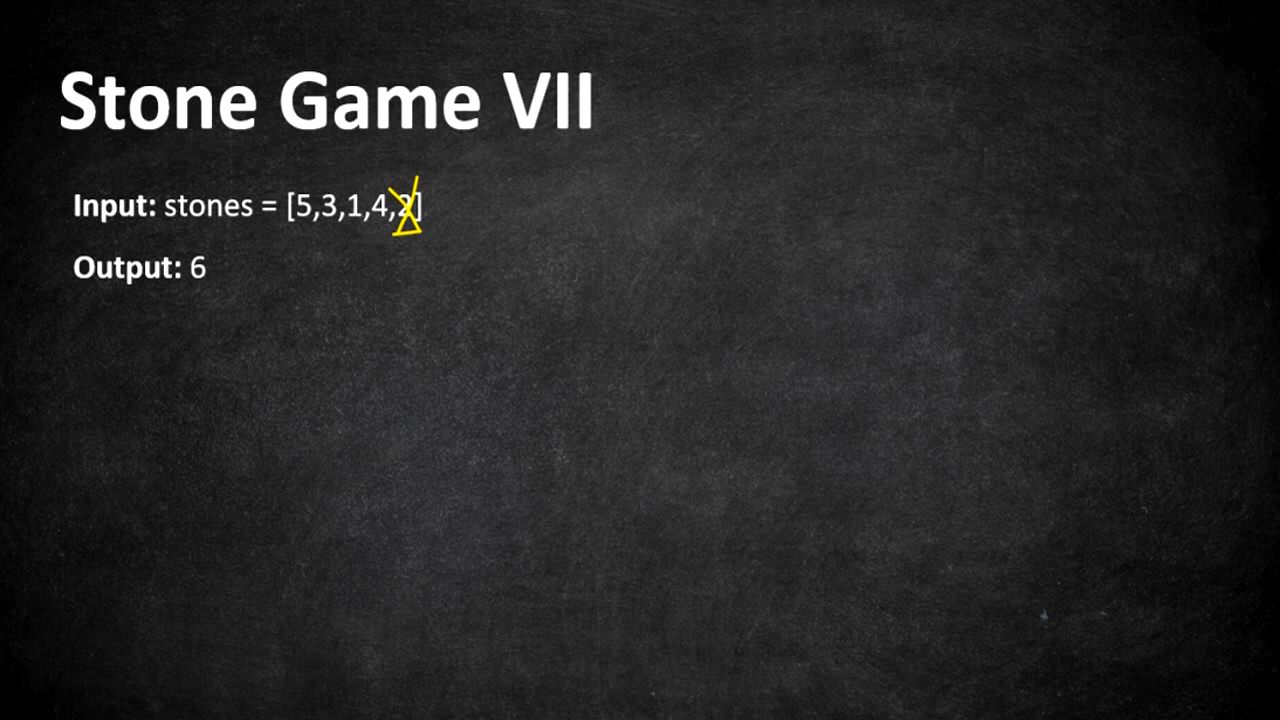 Stone Game VII
Input: stones = [5,3,1,4,2]
Output: 6